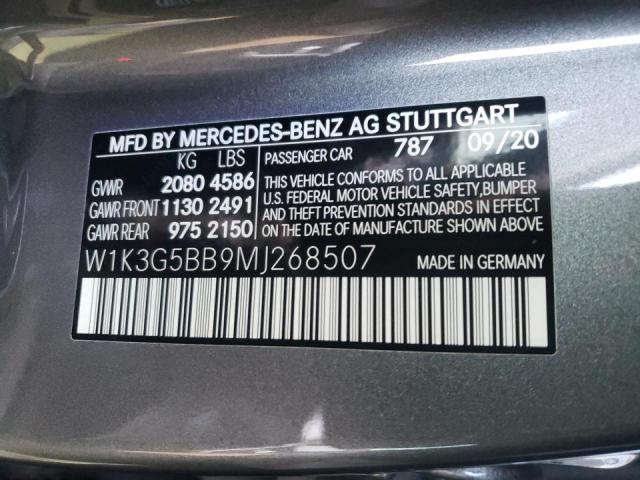 MFD BY MERCEDES-BENZ AG STUTTGART
KG LBS
GVWR 2080 4586
GAWR FRONT 1130 2491
GAWR REAR 975 2150
PASSENGER CAR 787 09/20
THIS VEHICLE CONFORMS TO ALL APPLICABLE
U.S. FEDERAL MOTOR VEHICLE SAFETY,BUMPER
AND THEFT PREVENTION STANDARDS IN EFFECT
ON DATE OF MANUFACTURE SHOWN ABOVE.
W1K3G5BB9MJ268507 MADE IN GERMANY